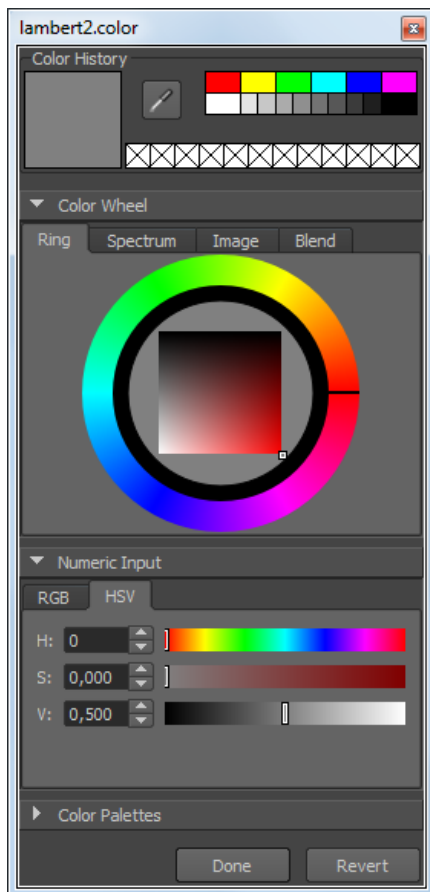 lambert2.color
Color History
Color Wheel
Ring Spectrum Image Blend
Numeric Input
RGB HSV
H: 0
S: 0,000
V: 0,500
Color Palettes
Done Revert